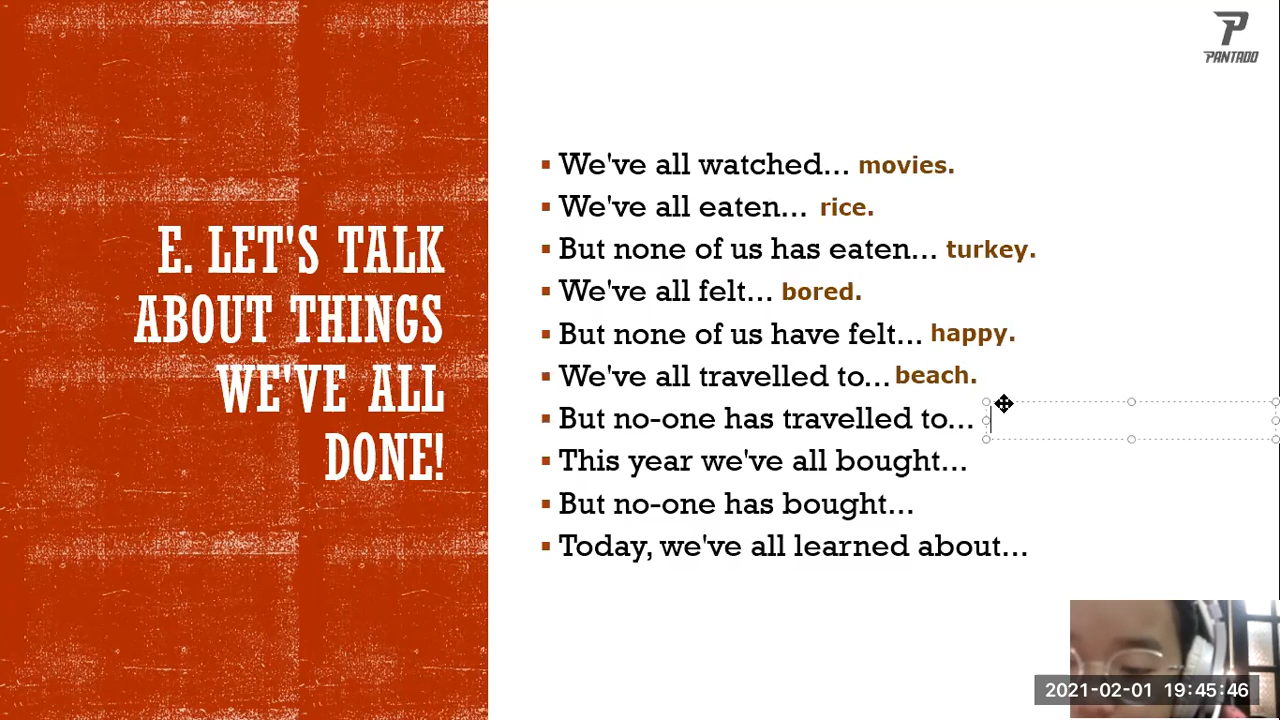 PANTADO
E. LET'S TALK
ABOUT THINGS
WE'VE ALL
DONE!
▪ We've all watched... movies.
▪ We've all eaten... rice.
▪ But none of us has eaten... turkey.
▪ We've all felt... bored.
▪ But none of us have felt... happy.
▪ We've all travelled to... beach.
▪ But no-one has travelled to...
▪ This year we've all bought...
▪ But no-one has bought...
▪ Today, we've all learned about...
2021-02-01 19:45:46